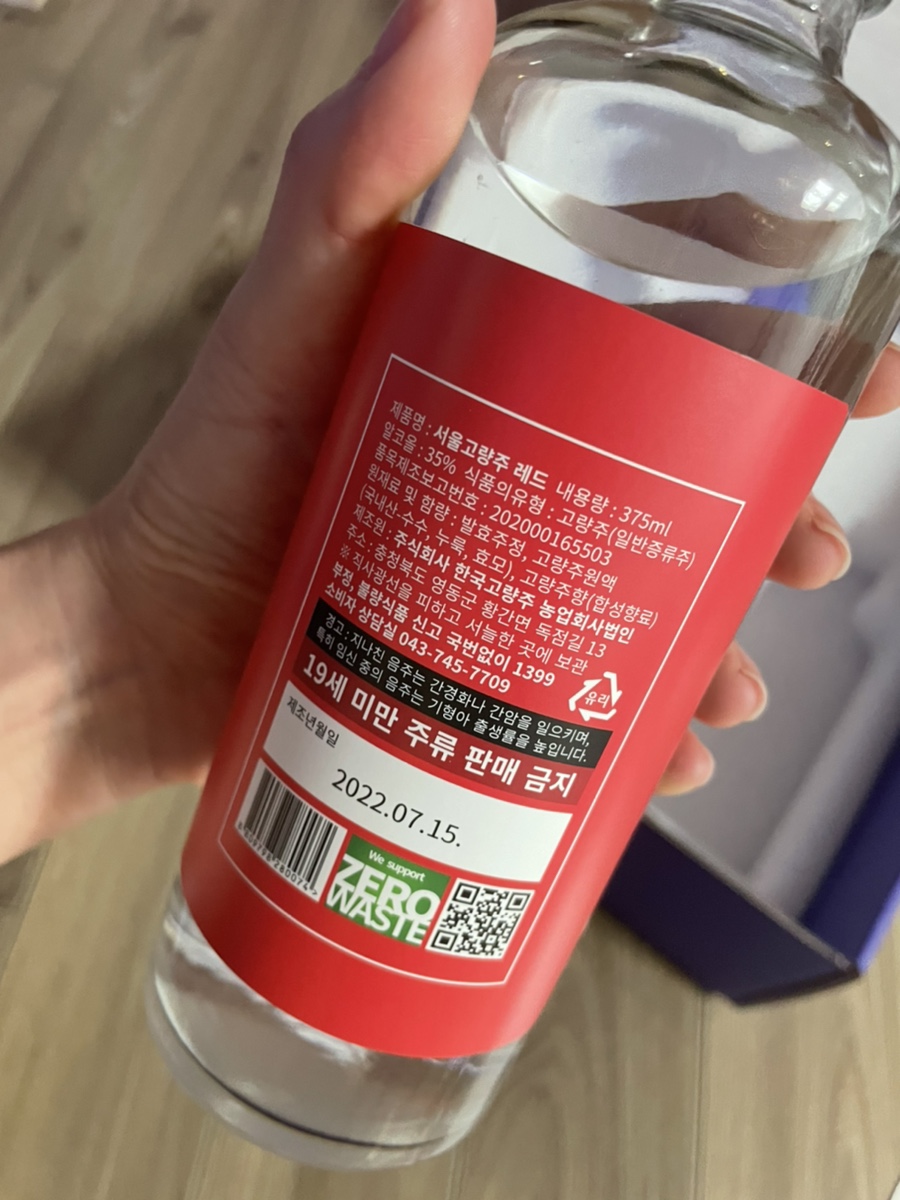 제품명 : 서울고량주 레드 내용량 : 375ml
알코올 : 35% 식품의유형 : 고량주(일반증류주)
품목제조보고번호 : 202000165503
원재료 및 함량 : 발효주정, 고량주원액
(국내산 수수, 누룩, 효모), 고량주향(합성향료)
제조원 : 주식회사 한국고량주 농업회사법인
주소 : 충청북도 영동군 황간면 독점길 13
※ 직사광선을 피하고 서늘한 곳에 보관
부정 불량식품 신고 국번없이 1399
소비자 상담실 043-745-7709
유리
경고 : 지나친 음주는 간경화나 간암을 일으키며,
특히 임신 중의 음주는 기형아 출생률을 높입니다.
19세 미만 주류 판매 금지
제조년월일
2022.07.15.
We support
ZERO
WASTE